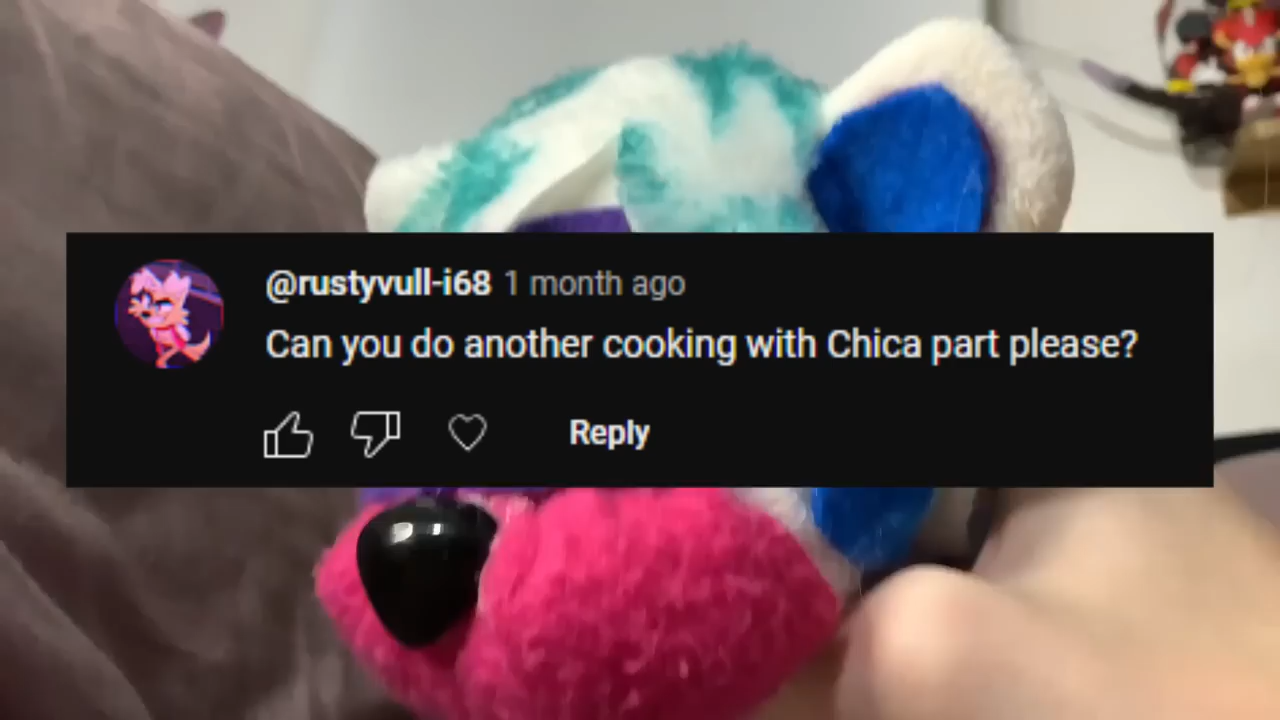 @rustyvull-i68 1 month ago
Can you do another cooking with Chica part please?
Reply